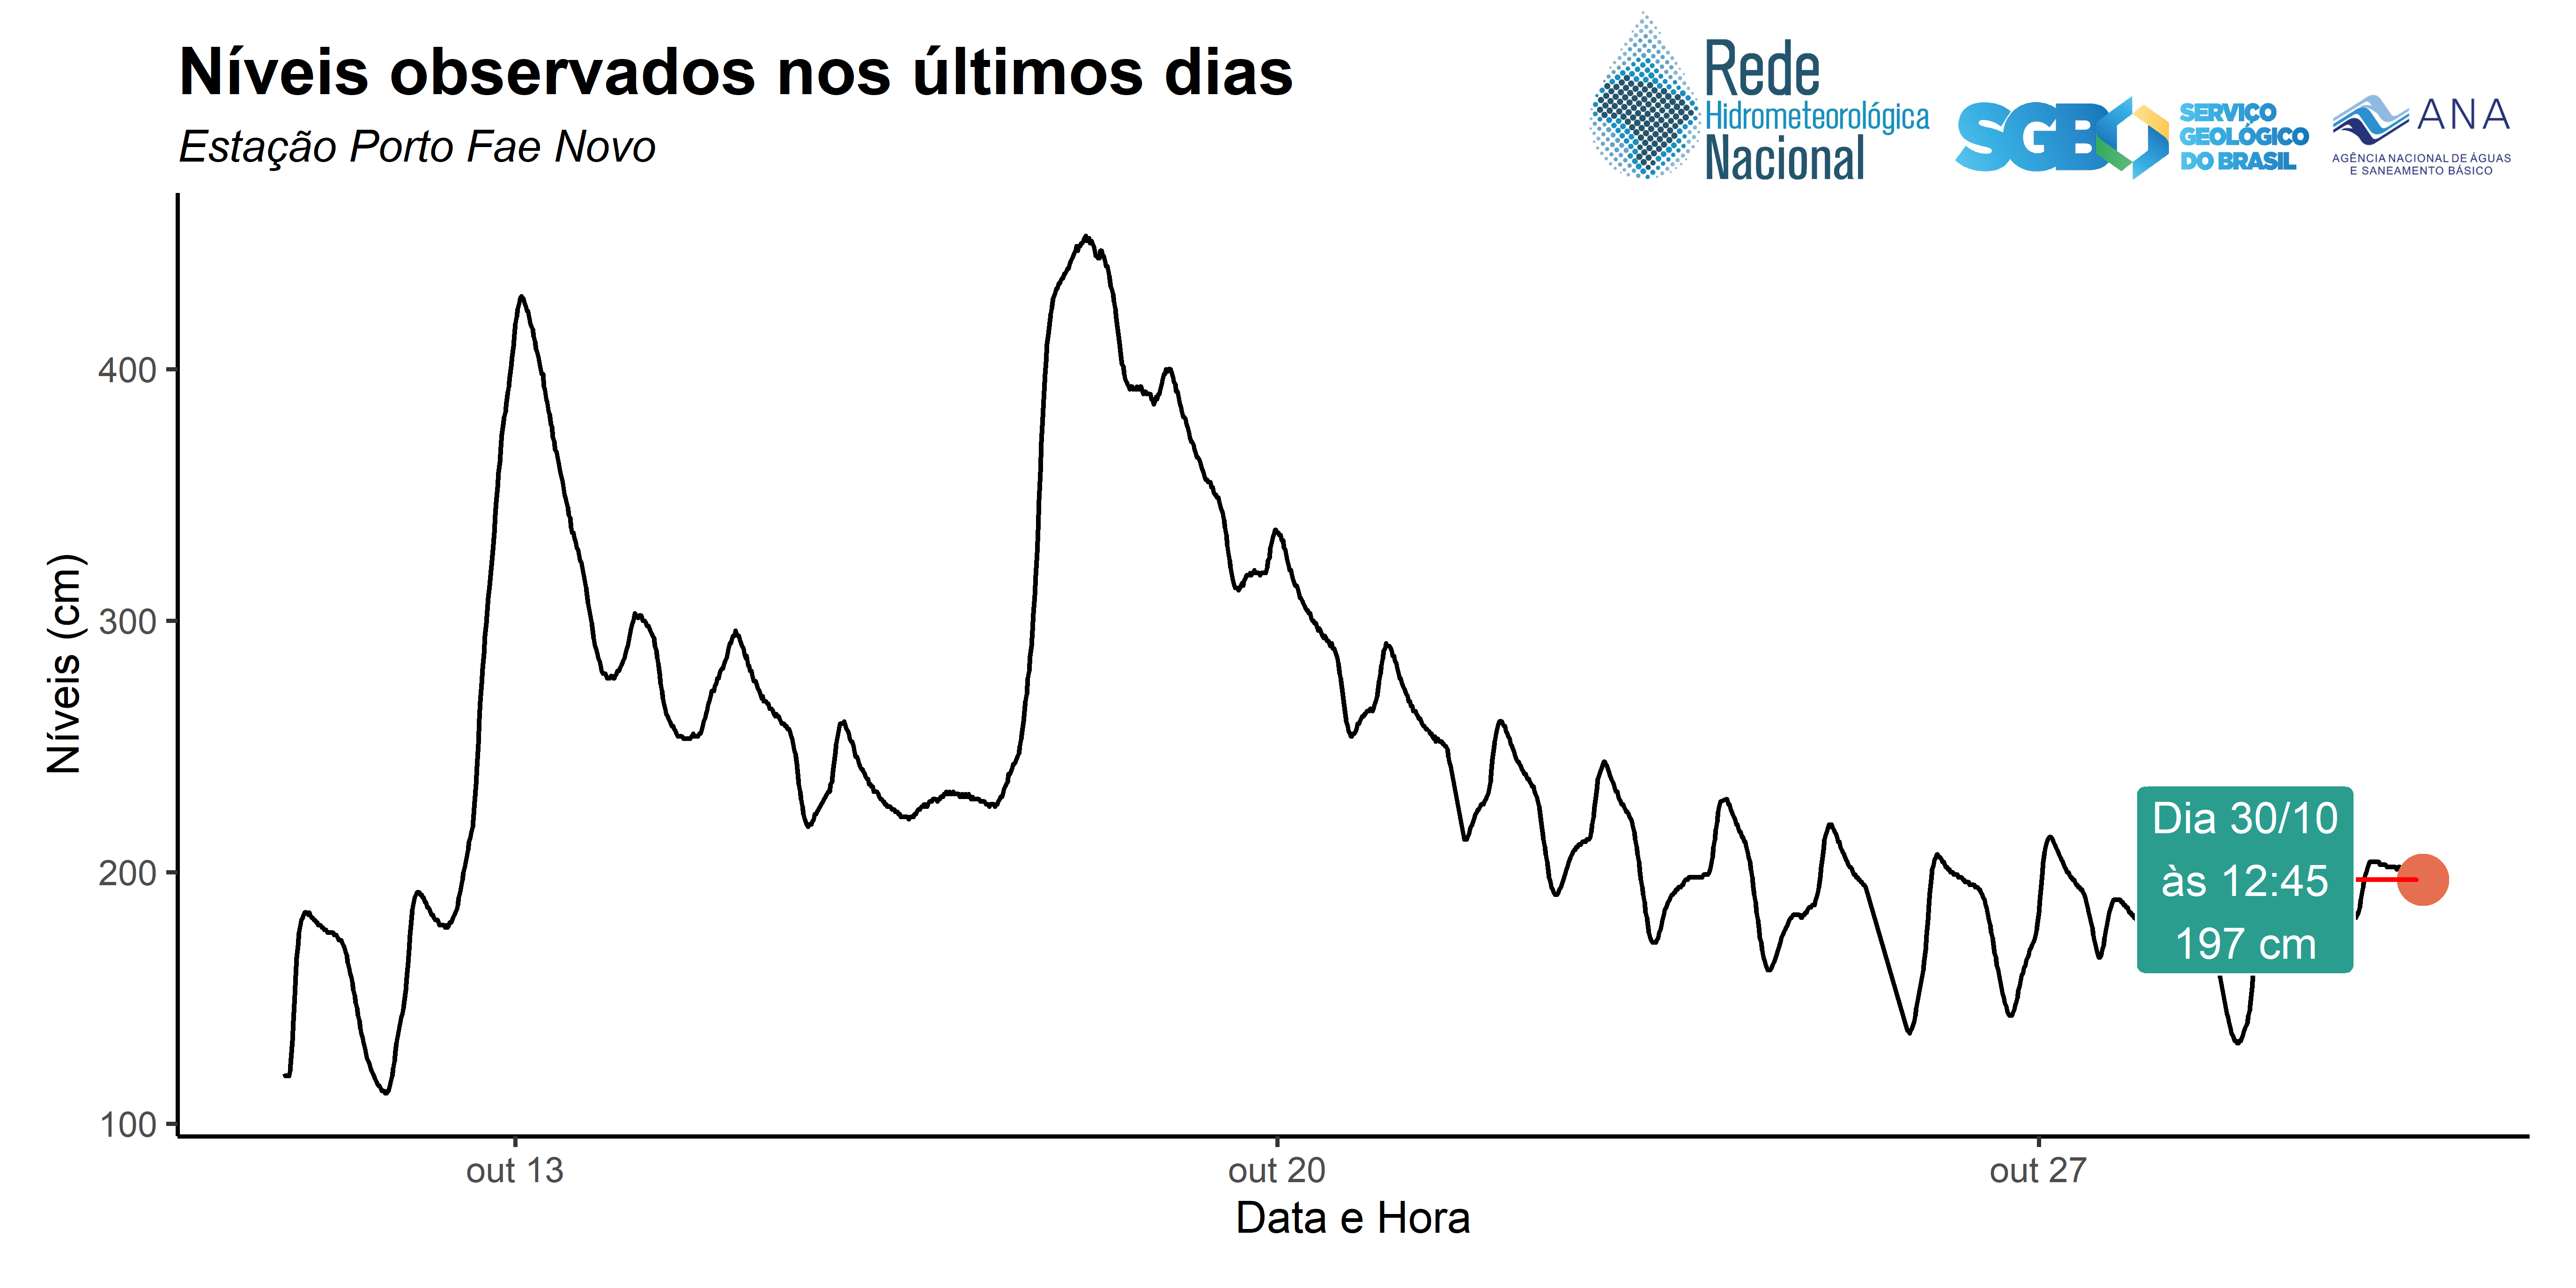 Níveis observados nos últimos dias
Estação Porto Fae Novo
Rede
Hidrometeorológica
Nacional
SGB
SERVIÇO
GEOLÓGICO
DO BRASIL
ANA
AGÊNCIA NACIONAL DE ÁGUAS
E SANEAMENTO BÁSICO
Níveis (cm)
400
300
200
100
Dia 30/10
às 12:45
197 cm
out 13
out 20
out 27
Data e Hora